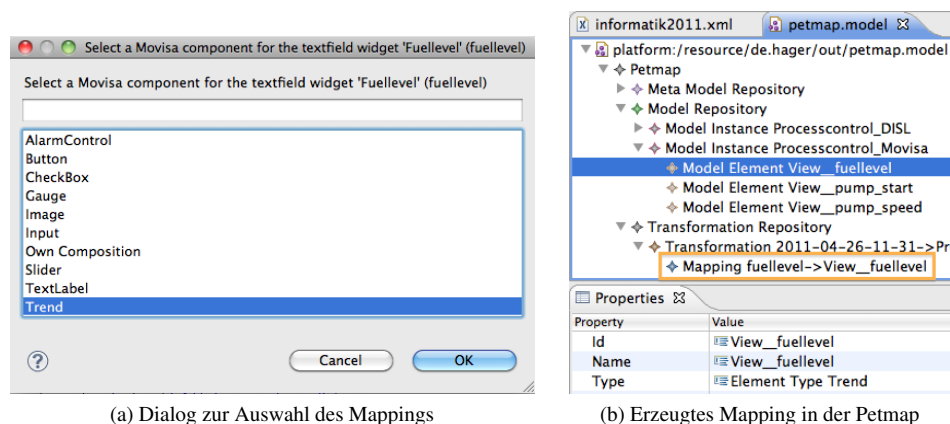 Select a Movisa component for the textfield widget 'Fuellevel' (fuellevel)
Select a Movisa component for the textfield widget 'Fuellevel' (fuellevel)
AlarmControl
Button
CheckBox
Gauge
Image
Input
Own Composition
Slider
TextLabel
Trend
?
Cancel
OK
(a) Dialog zur Auswahl des Mappings
informatik2011.xml
petmap.model
platform:/resource/de.hager/out/petmap.model
Petmap
Meta Model Repository
Model Repository
Model Instance Processcontrol_DISL
Model Instance Processcontrol_Movisa
Model Element View__fuellevel
Model Element View__pump_start
Model Element View__pump_speed
Transformation Repository
Transformation 2011-04-26-11-31->Pr
Mapping fuellevel->View__fuellevel
Properties
Property Value
Id View__fuellevel
Name View__fuellevel
Type Element Type Trend
(b) Erzeugtes Mapping in der Petmap